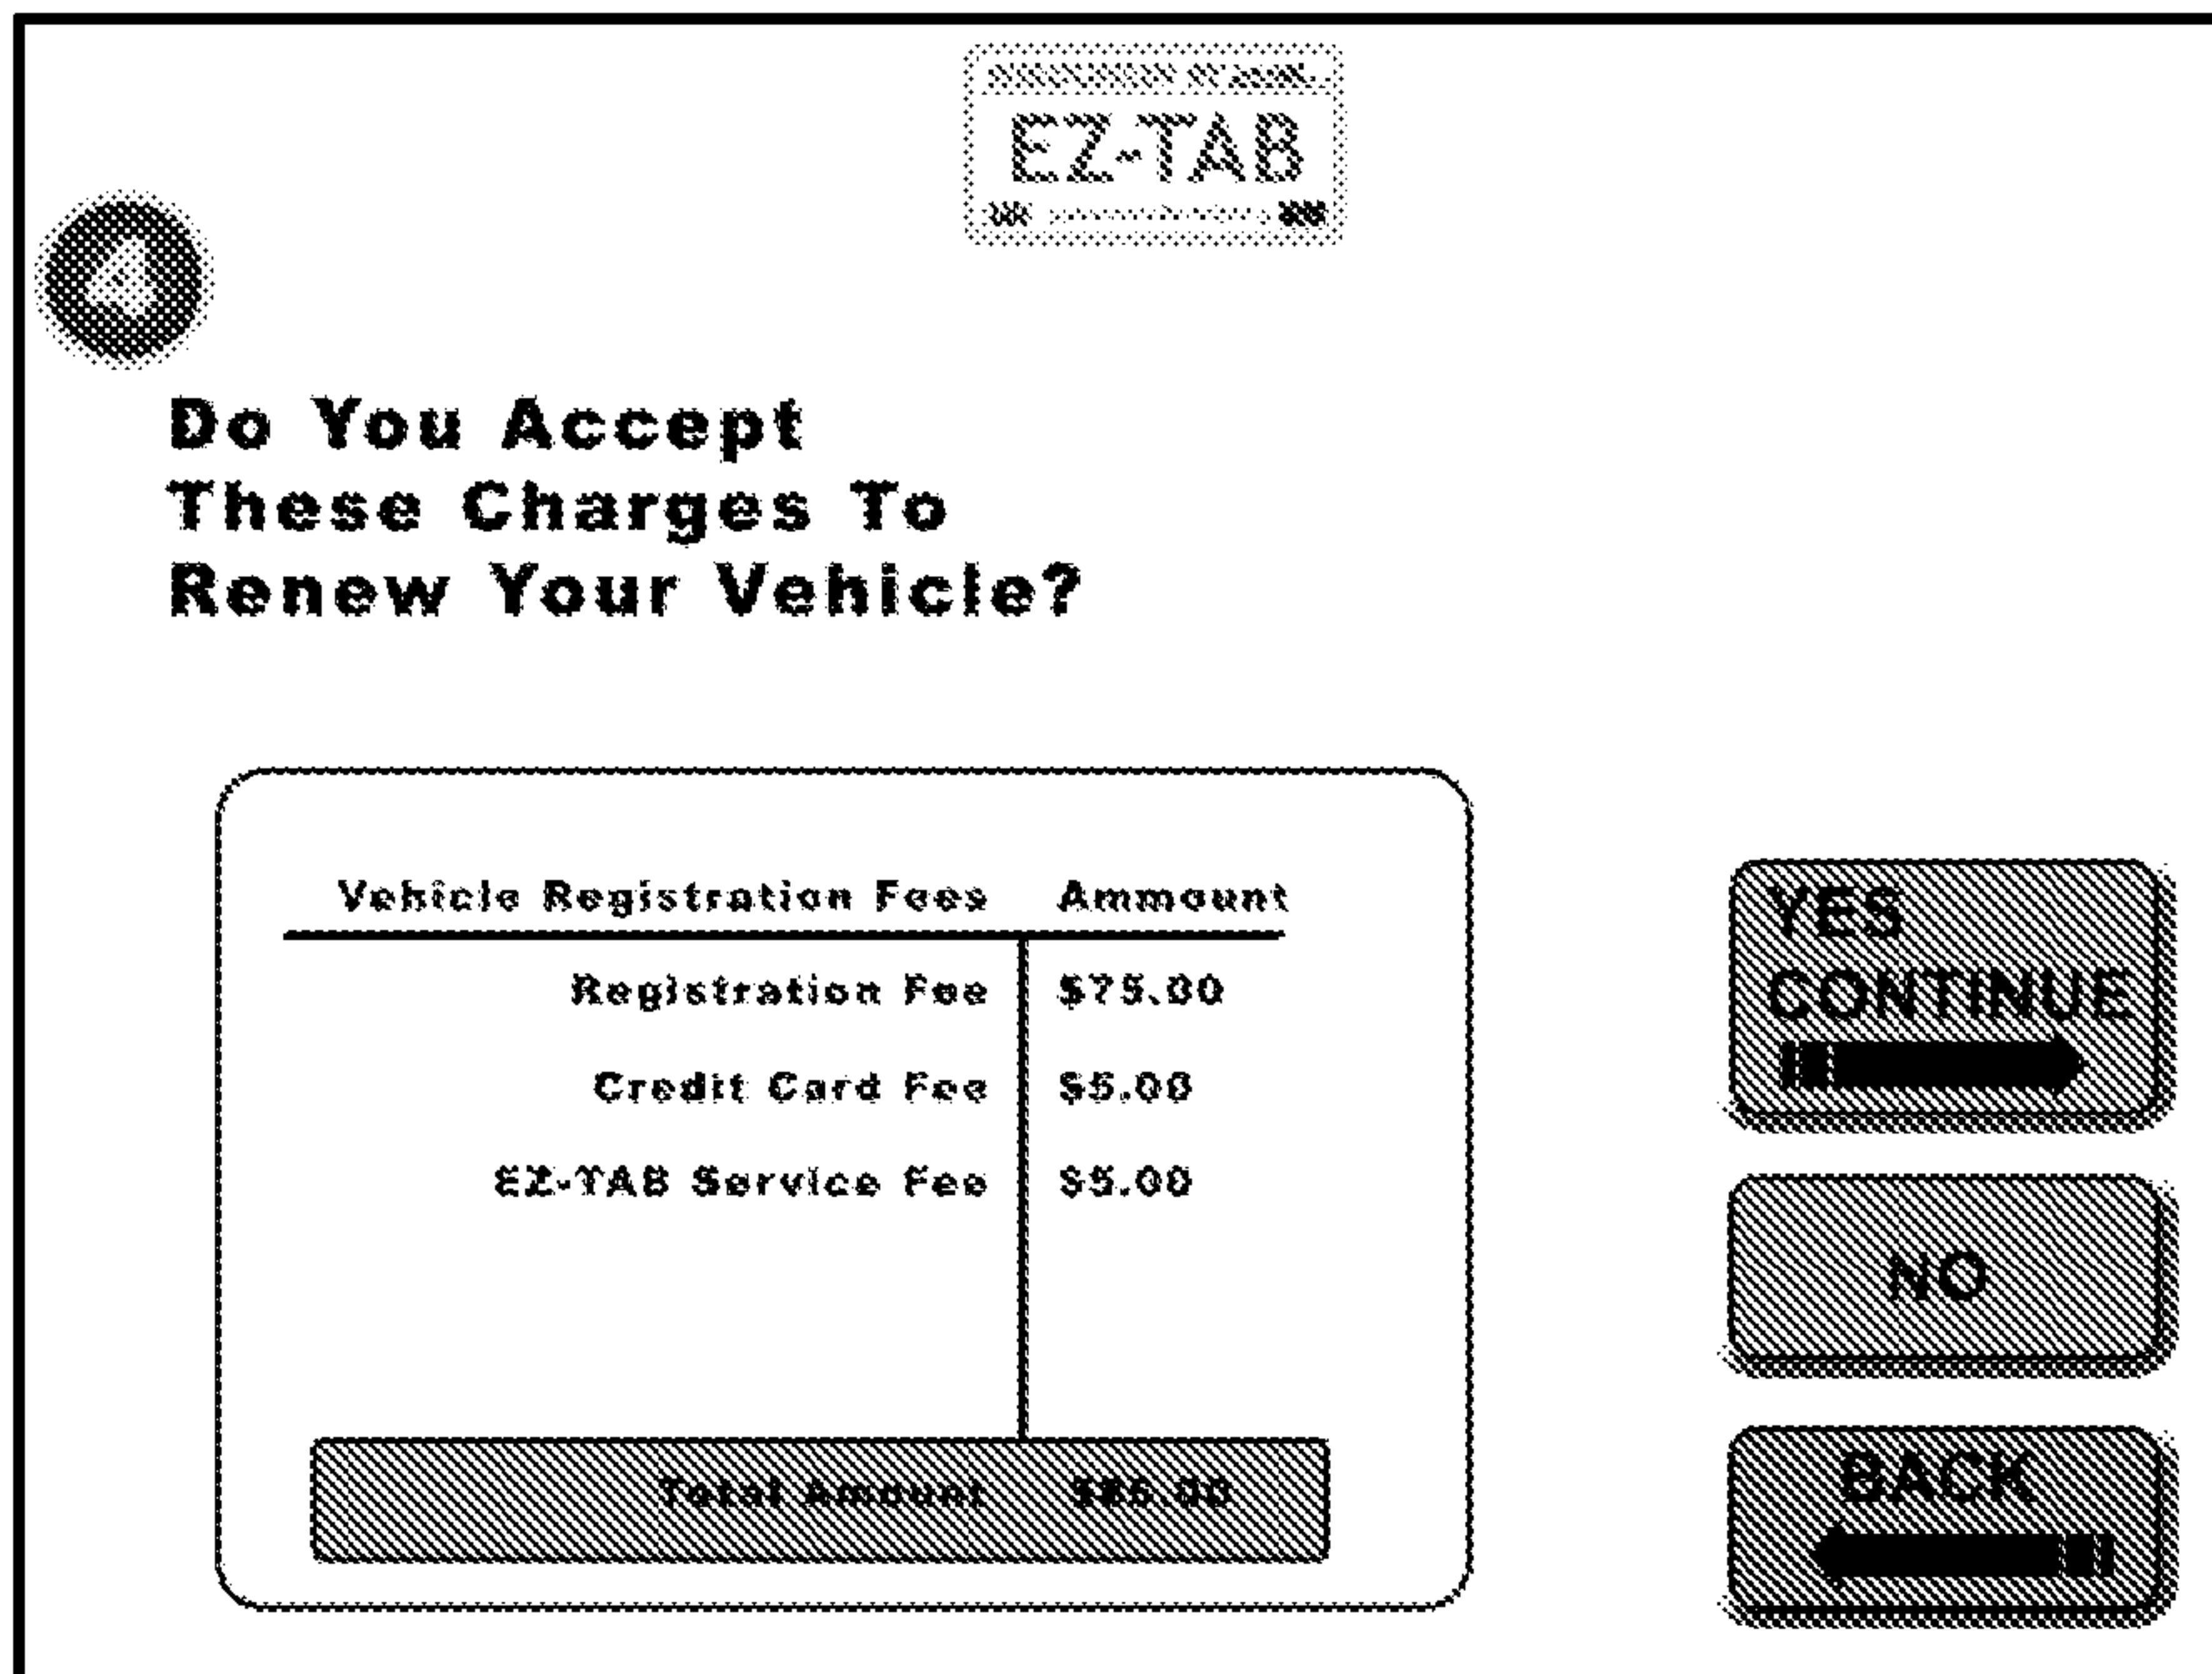 EZ-TAB
4
Do You Accept
These Charges To
Renew Your Vehicle?
Vehicle Registration Fees Ammount
Registration Fee $75.00
Credit Card Fee $5.00
EZ-TAB Service Fee $5.00
Total Amount $85.00
YES
CONTINUE
NO
BACK